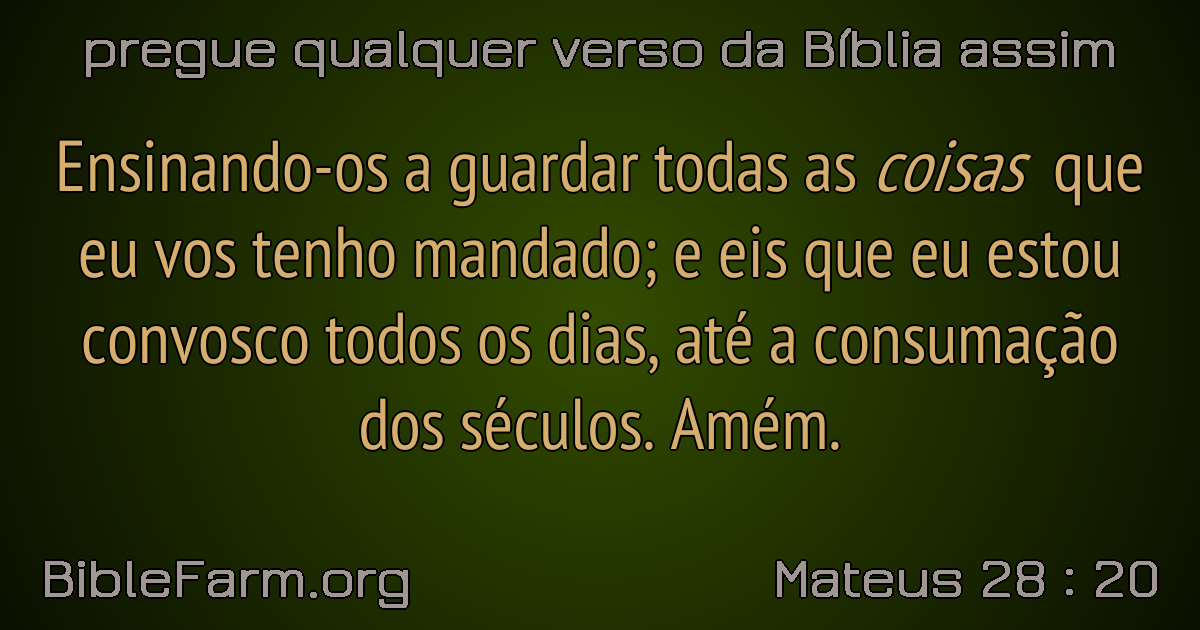 pregue qualquer verso da Bíblia assim
Ensinando-os a guardar todas as coisas que
eu vos tenho mandado; e eis que eu estou
convosco todos os dias, até a consumação
dos séculos. Amém.
BibleFarm.org
Mateus 28 : 20